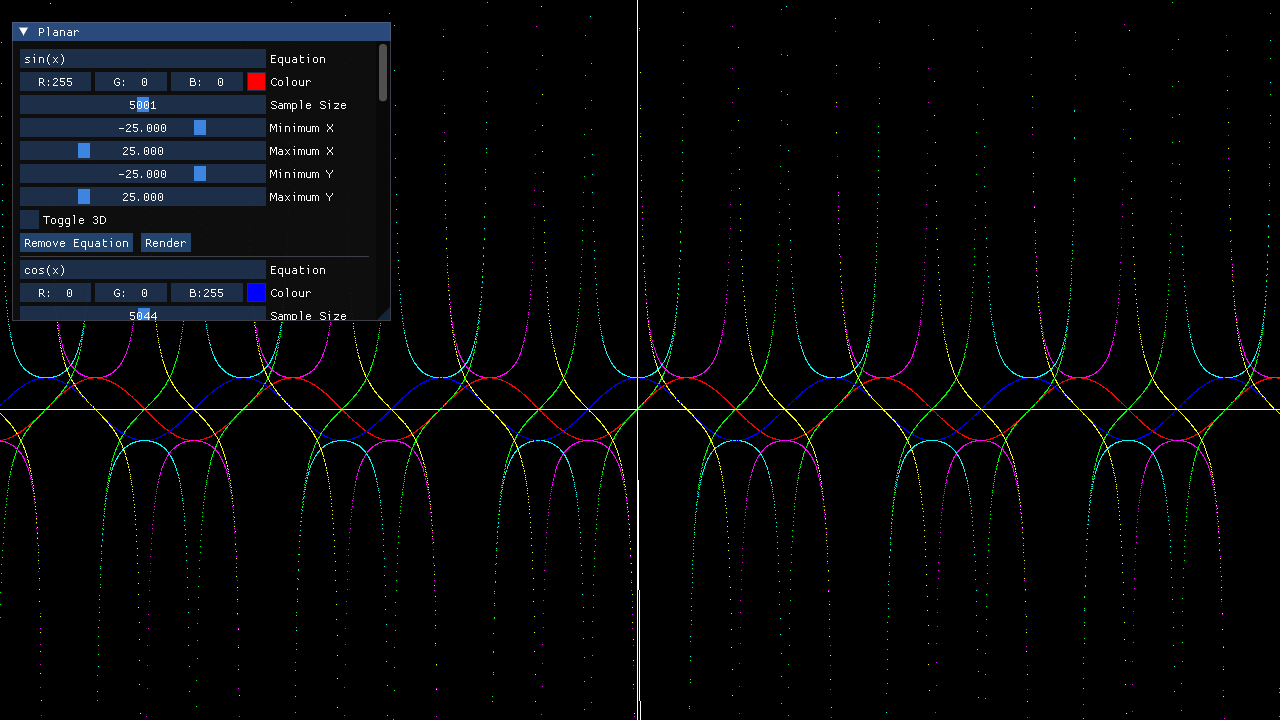 Planar
sin(x) Equation
R:255 G: 0 B: 0 Colour
5001 Sample Size
-25.000 Minimum X
25.000 Maximum X
-25.000 Minimum Y
25.000 Maximum Y
Toggle 3D
Remove Equation Render
cos(x) Equation
R: 0 G: 0 B:255 Colour
5044 Sample Size